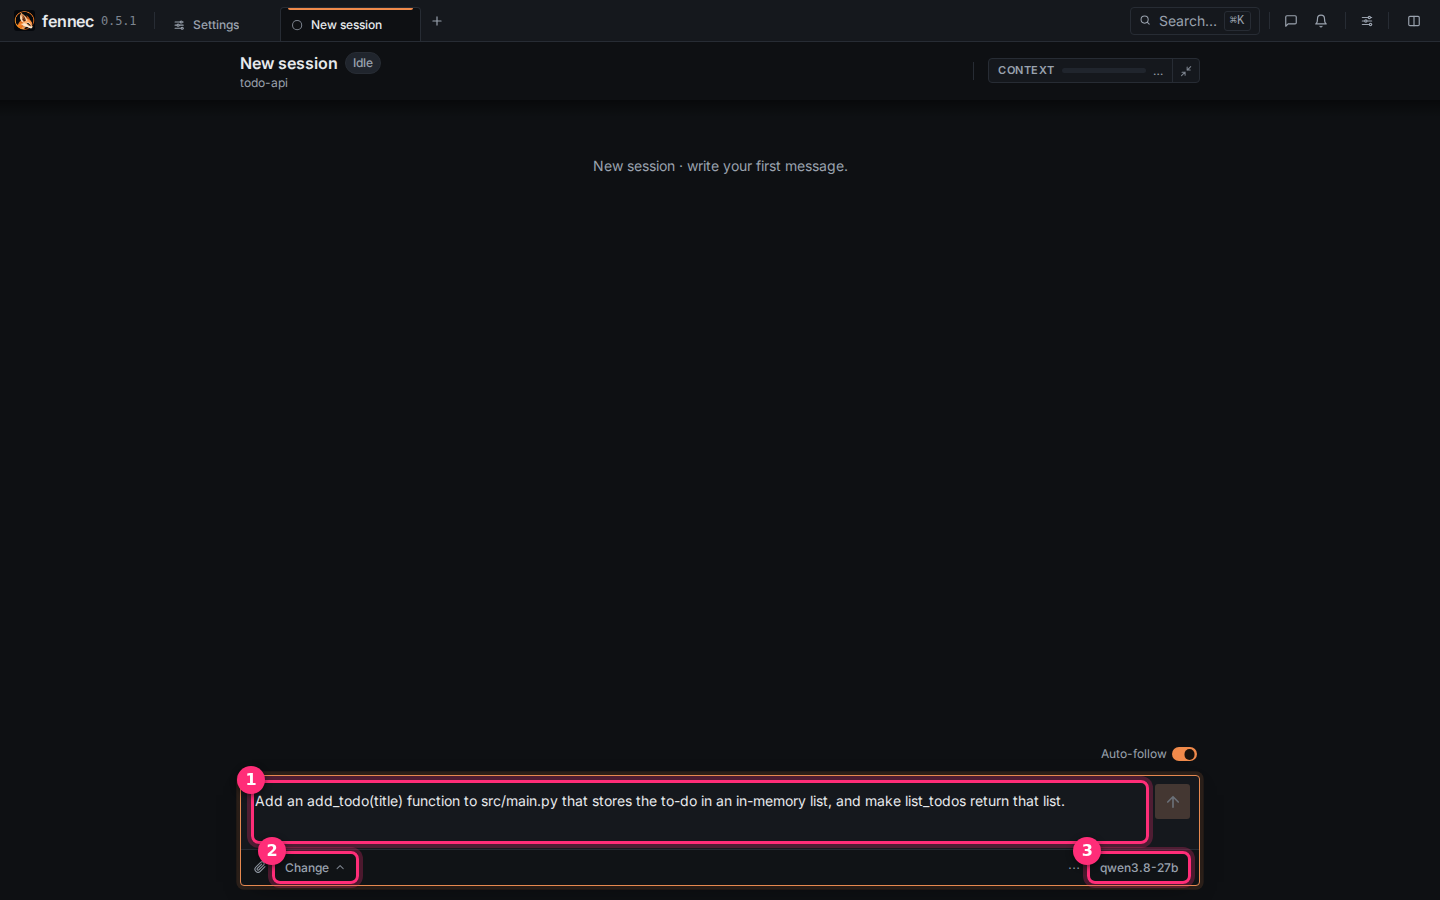 fennec 0.5.1 Settings New session + Search... ⌘K
New session Idle
todo-api
CONTEXT ...
New session · write your first message.
Auto-follow
1
Add an add_todo(title) function to src/main.py that stores the to-do in an in-memory list, and make list_todos return that list.
2 Change ... 3 qwen3.8-27b